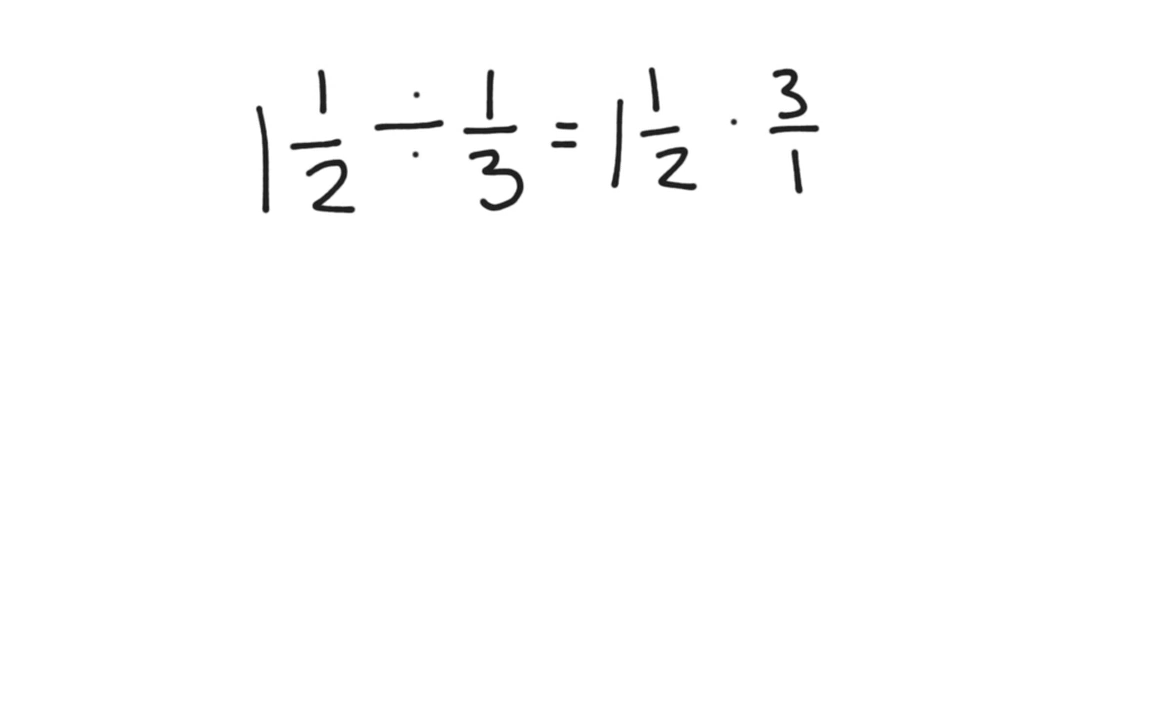 1 1/2 ÷ 1/3 = 1 1/2 · 3/1